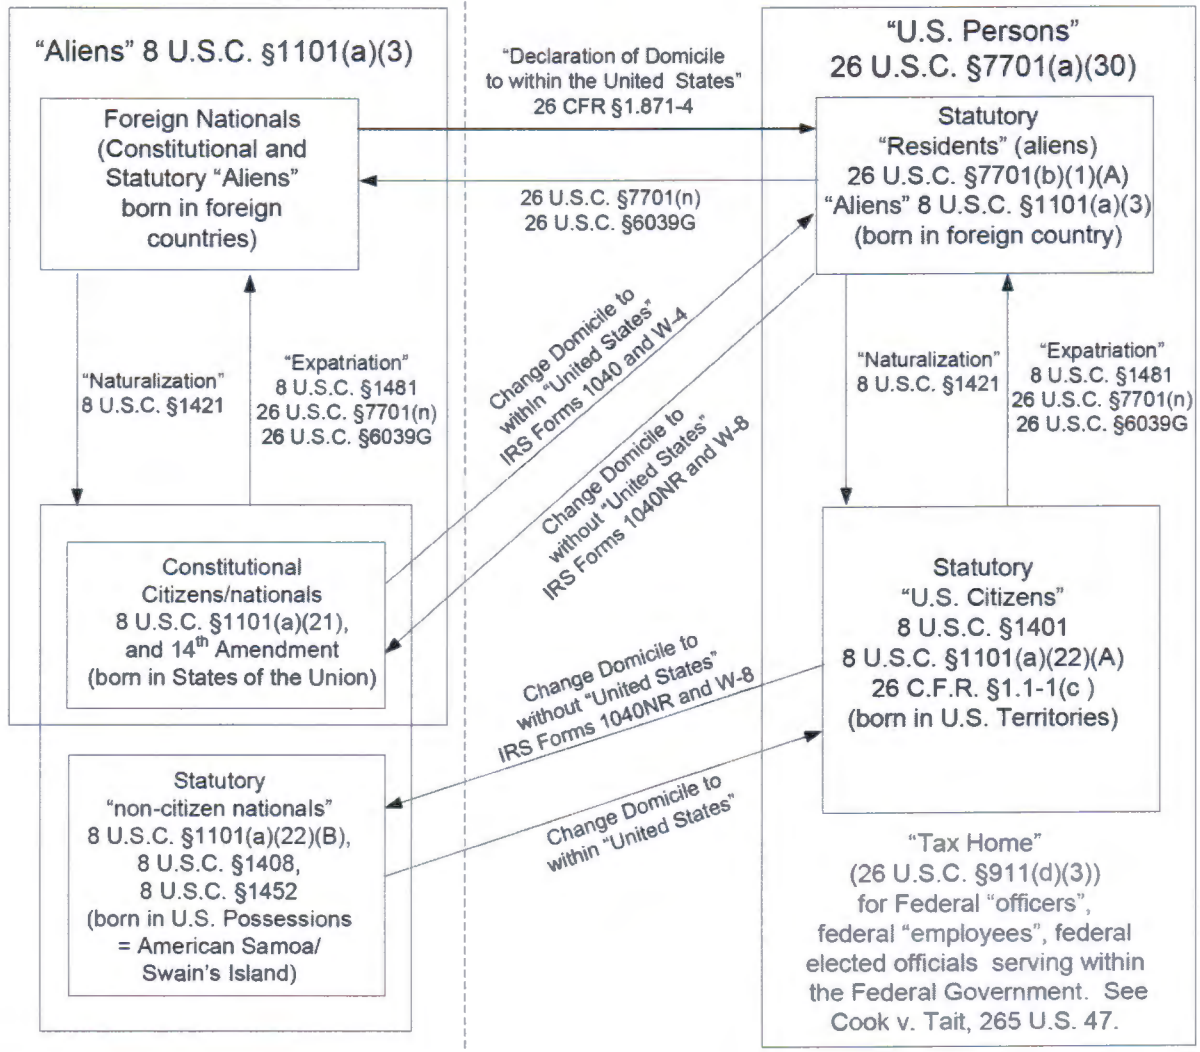 "Aliens" 8 U.S.C. §1101(a)(3)
Foreign Nationals
(Constitutional and
Statutory "Aliens"
born in foreign
countries)
"Naturalization"
8 U.S.C. §1421
"Expatriation"
8 U.S.C. §1481
26 U.S.C. §7701(n)
26 U.S.C. §6039G
Constitutional
Citizens/nationals
8 U.S.C. §1101(a)(21),
and 14th Amendment
(born in States of the Union)
Statutory
"non-citizen nationals"
8 U.S.C. §1101(a)(22)(B),
8 U.S.C. §1408,
8 U.S.C. §1452
(born in U.S. Possessions
= American Samoa/
Swain's Island)
"Declaration of Domicile
to within the United States"
26 CFR §1.871-4
26 U.S.C. §7701(n)
26 U.S.C. §6039G
Change Domicile to
within "United States"
IRS Forms 1040 and W-4
Change Domicile to
without "United States"
IRS Forms 1040NR and W-8
Change Domicile to
without "United States"
IRS Forms 1040NR and W-8
Change Domicile to
within "United States"
"U.S. Persons"
26 U.S.C. §7701(a)(30)
Statutory
"Residents" (aliens)
26 U.S.C. §7701(b)(1)(A)
"Aliens" 8 U.S.C. §1101(a)(3)
(born in foreign country)
"Naturalization"
8 U.S.C. §1421
"Expatriation"
8 U.S.C. §1481
26 U.S.C. §7701(n)
26 U.S.C. §6039G
Statutory
"U.S. Citizens"
8 U.S.C. §1401
8 U.S.C. §1101(a)(22)(A)
26 C.F.R. §1.1-1(c )
(born in U.S. Territories)
"Tax Home"
(26 U.S.C. §911(d)(3))
for Federal "officers",
federal "employees", federal
elected officials serving within
the Federal Government. See
Cook v. Tait, 265 U.S. 47.